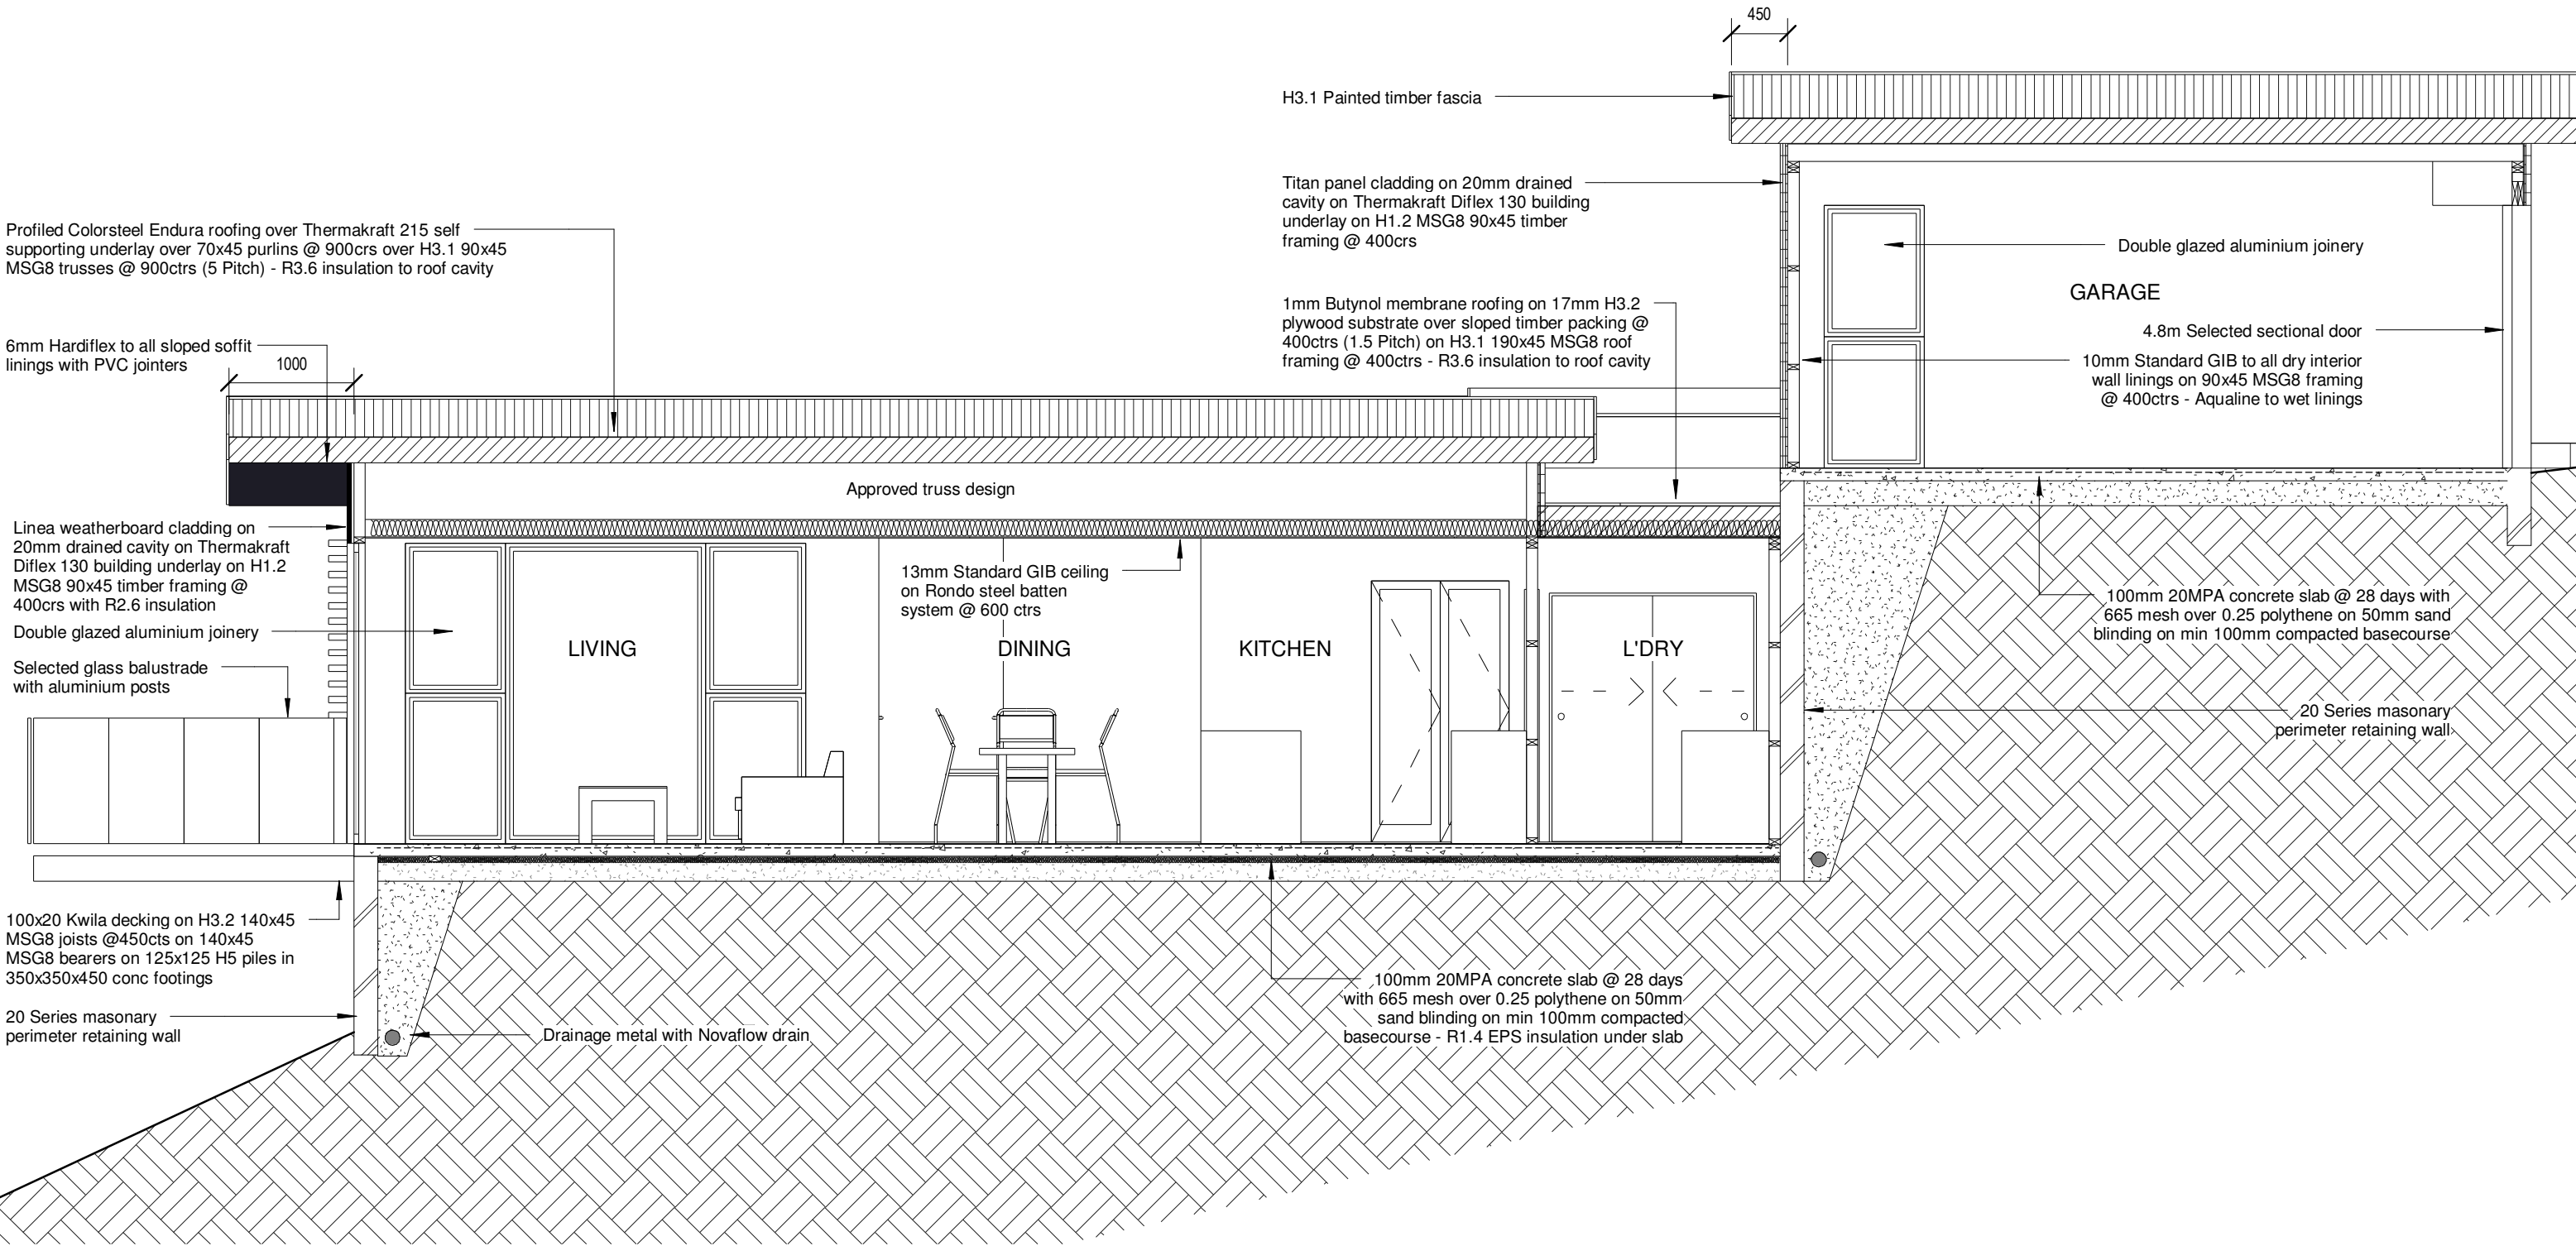 450
H3.1 Painted timber fascia
Titan panel cladding on 20mm drained
cavity on Thermakraft Diflex 130 building
underlay on H1.2 MSG8 90x45 timber
framing @ 400crs
Profiled Colorsteel Endura roofing over Thermakraft 215 self
supporting underlay over 70x45 purlins @ 900crs over H3.1 90x45
MSG8 trusses @ 900ctrs (5 Pitch) - R3.6 insulation to roof cavity
Double glazed aluminium joinery
GARAGE
1mm Butynol membrane roofing on 17mm H3.2
plywood substrate over sloped timber packing @
400ctrs (1.5 Pitch) on H3.1 190x45 MSG8 roof
framing @ 400ctrs - R3.6 insulation to roof cavity
4.8m Selected sectional door
10mm Standard GIB to all dry interior
wall linings on 90x45 MSG8 framing
@ 400ctrs - Aqualine to wet linings
6mm Hardiflex to all sloped soffit
linings with PVC jointers
1000
Approved truss design
Linea weatherboard cladding on
20mm drained cavity on Thermakraft
Diflex 130 building underlay on H1.2
MSG8 90x45 timber framing @
400crs with R2.6 insulation
Double glazed aluminium joinery
Selected glass balustrade
with aluminium posts
13mm Standard GIB ceiling
on Rondo steel batten
system @ 600 ctrs
LIVING
DINING
KITCHEN
L'DRY
100mm 20MPA concrete slab @ 28 days with
665 mesh over 0.25 polythene on 50mm sand
blinding on min 100mm compacted basecourse
20 Series masonary
perimeter retaining wall
100x20 Kwila decking on H3.2 140x45
MSG8 joists @450cts on 140x45
MSG8 bearers on 125x125 H5 piles in
350x350x450 conc footings
20 Series masonary
perimeter retaining wall
Drainage metal with Novaflow drain
100mm 20MPA concrete slab @ 28 days
with 665 mesh over 0.25 polythene on 50mm
sand blinding on min 100mm compacted
basecourse - R1.4 EPS insulation under slab